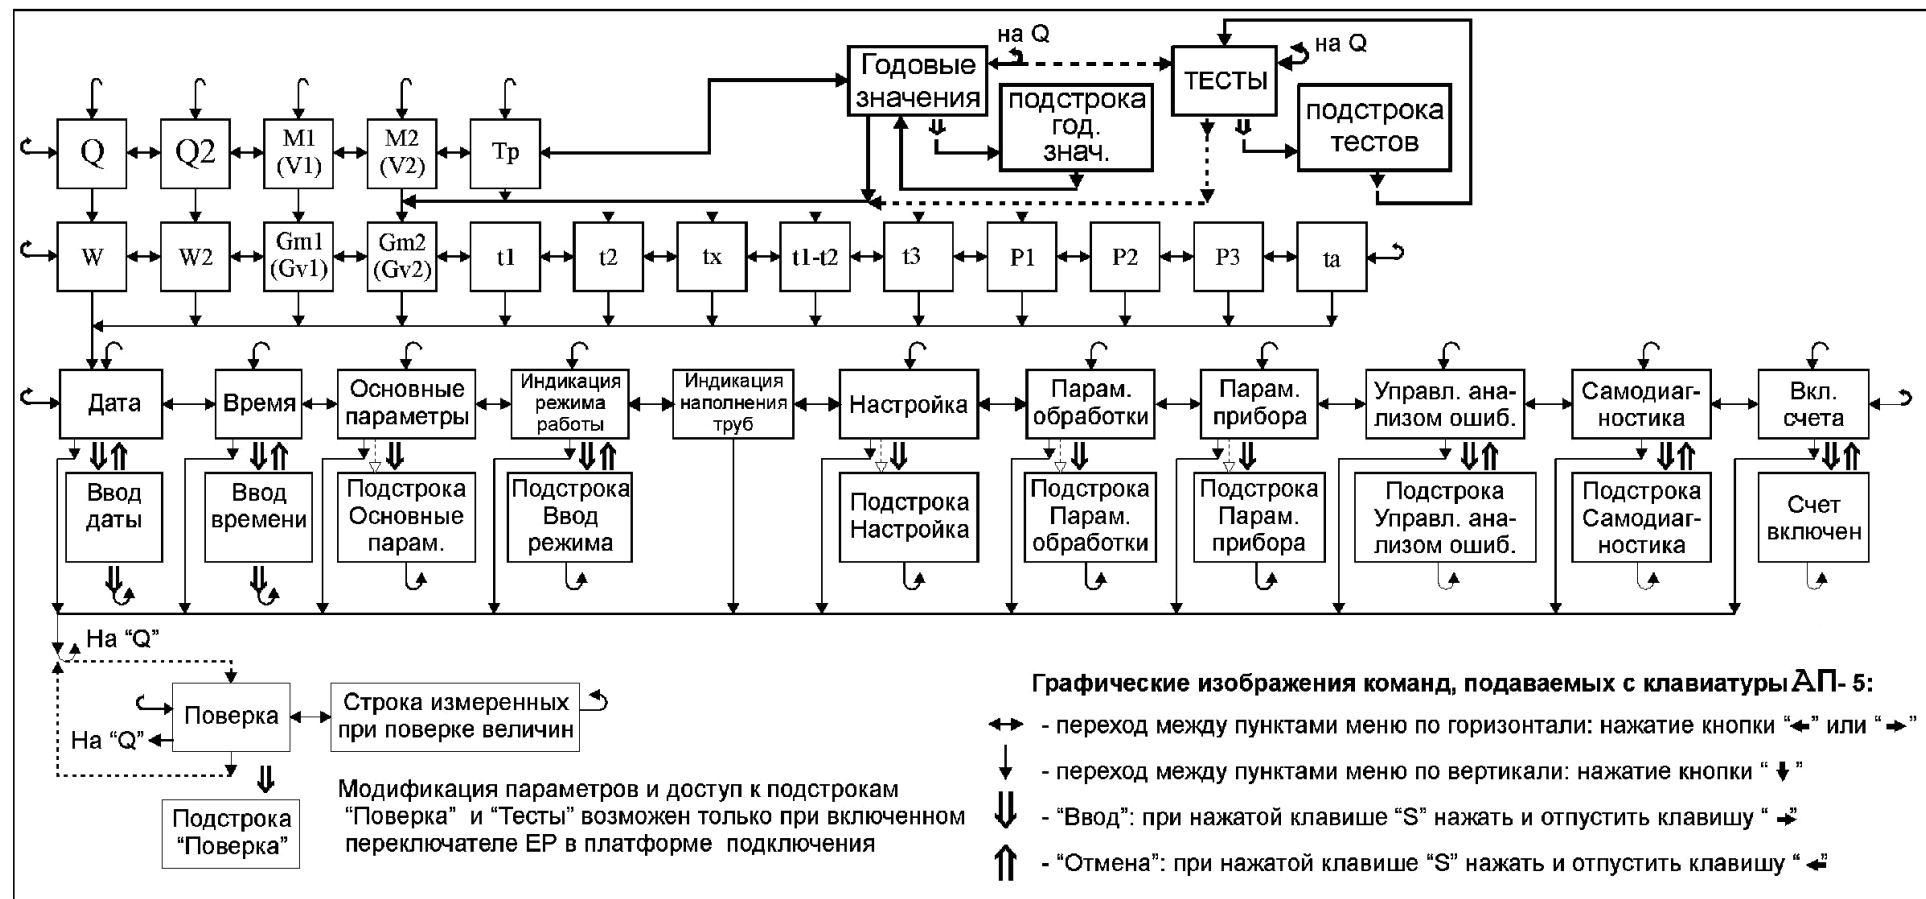 на Q
на Q
Годовые
значения
ТЕСТЫ
подстрока
год.
знач.
подстрока
тестов
Q
Q2
M1
(V1)
M2
(V2)
Тр
W
W2
Gm1
(Gv1)
Gm2
(Gv2)
t1
t2
tx
t1-t2
t3
P1
P2
P3
ta
Дата
Время
Основные
параметры
Индикация
режима
работы
Индикация
наполнения
труб
Настройка
Парам.
обработки
Парам.
прибора
Управл. ана-
лизом ошиб.
Самодиаг-
ностика
Вкл.
счета
Ввод
даты
Ввод
времени
Подстрока
Основные
парам.
Подстрока
Ввод
режима
Подстрока
Настройка
Подстрока
Парам.
обработки
Подстрока
Парам.
прибора
Подстрока
Управл. ана-
лизом ошиб.
Подстрока
Самодиаг-
ностика
Счет
включен
На “Q”
Поверка
Строка измеренных
при поверке величин
На “Q”
Подстрока
“Поверка”
Модификация параметров и доступ к подстрокам
“Поверка” и “Тесты” возможен только при включенном
переключателе ЕР в платформе подключения
Графические изображения команд, подаваемых с клавиатуры АП- 5:
↔ - переход между пунктами меню по горизонтали: нажатие кнопки “←” или “→”
↓ - переход между пунктами меню по вертикали: нажатие кнопки “↓”
⇓ - “Ввод”: при нажатой клавише “S” нажать и отпустить клавишу “→”
⇑ - “Отмена”: при нажатой клавише “S” нажать и отпустить клавишу “←”